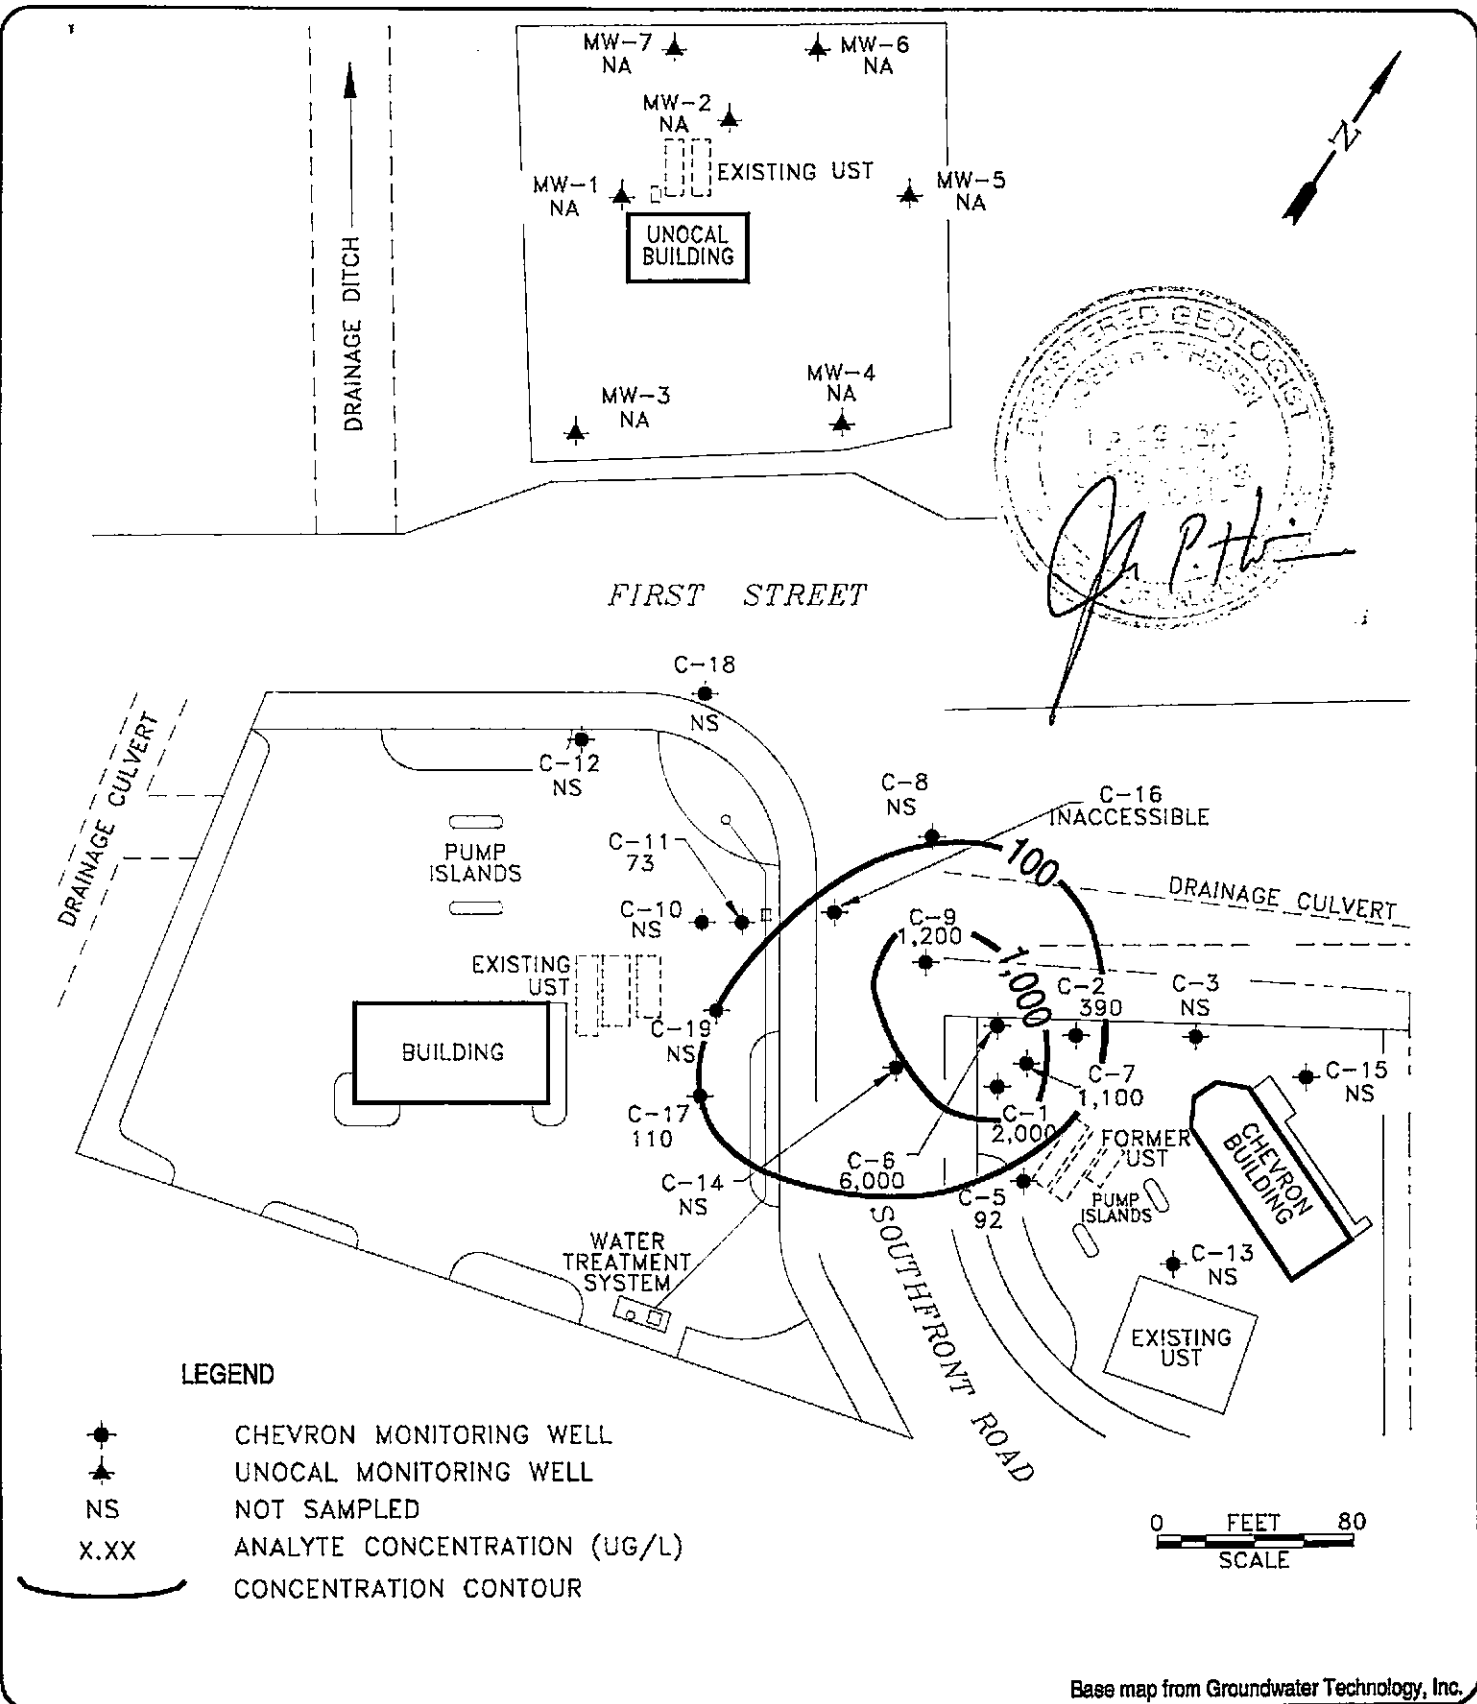 MW-7
NA
MW-6
NA
MW-2
NA
EXISTING UST
MW-1
NA
MW-5
NA
UNOCAL
BUILDING
N
DRAINAGE DITCH
MW-3
NA
MW-4
NA
REGISTERED GEOLOGIST
FIRST STREET
C-18
NS
C-12
NS
DRAINAGE CULVERT
C-8
NS
C-16
INACCESSIBLE
PUMP
ISLANDS
C-11
73
100
DRAINAGE CULVERT
C-10
NS
C-9
1,200
1,000
EXISTING
UST
C-2
390
C-3
NS
C-19
NS
BUILDING
C-15
NS
C-7
1,100
C-17
110
C-1
2,000
FORMER
UST
CHEVRON
BUILDING
C-6
6,000
C-14
NS
C-5
92
PUMP
ISLANDS
WATER
TREATMENT
SYSTEM
SOUTHFRONT ROAD
C-13
NS
EXISTING
UST
LEGEND
CHEVRON MONITORING WELL
UNOCAL MONITORING WELL
NS NOT SAMPLED
X.XX ANALYTE CONCENTRATION (UG/L)
CONCENTRATION CONTOUR
0 FEET 80
SCALE
Base map from Groundwater Technology, Inc.